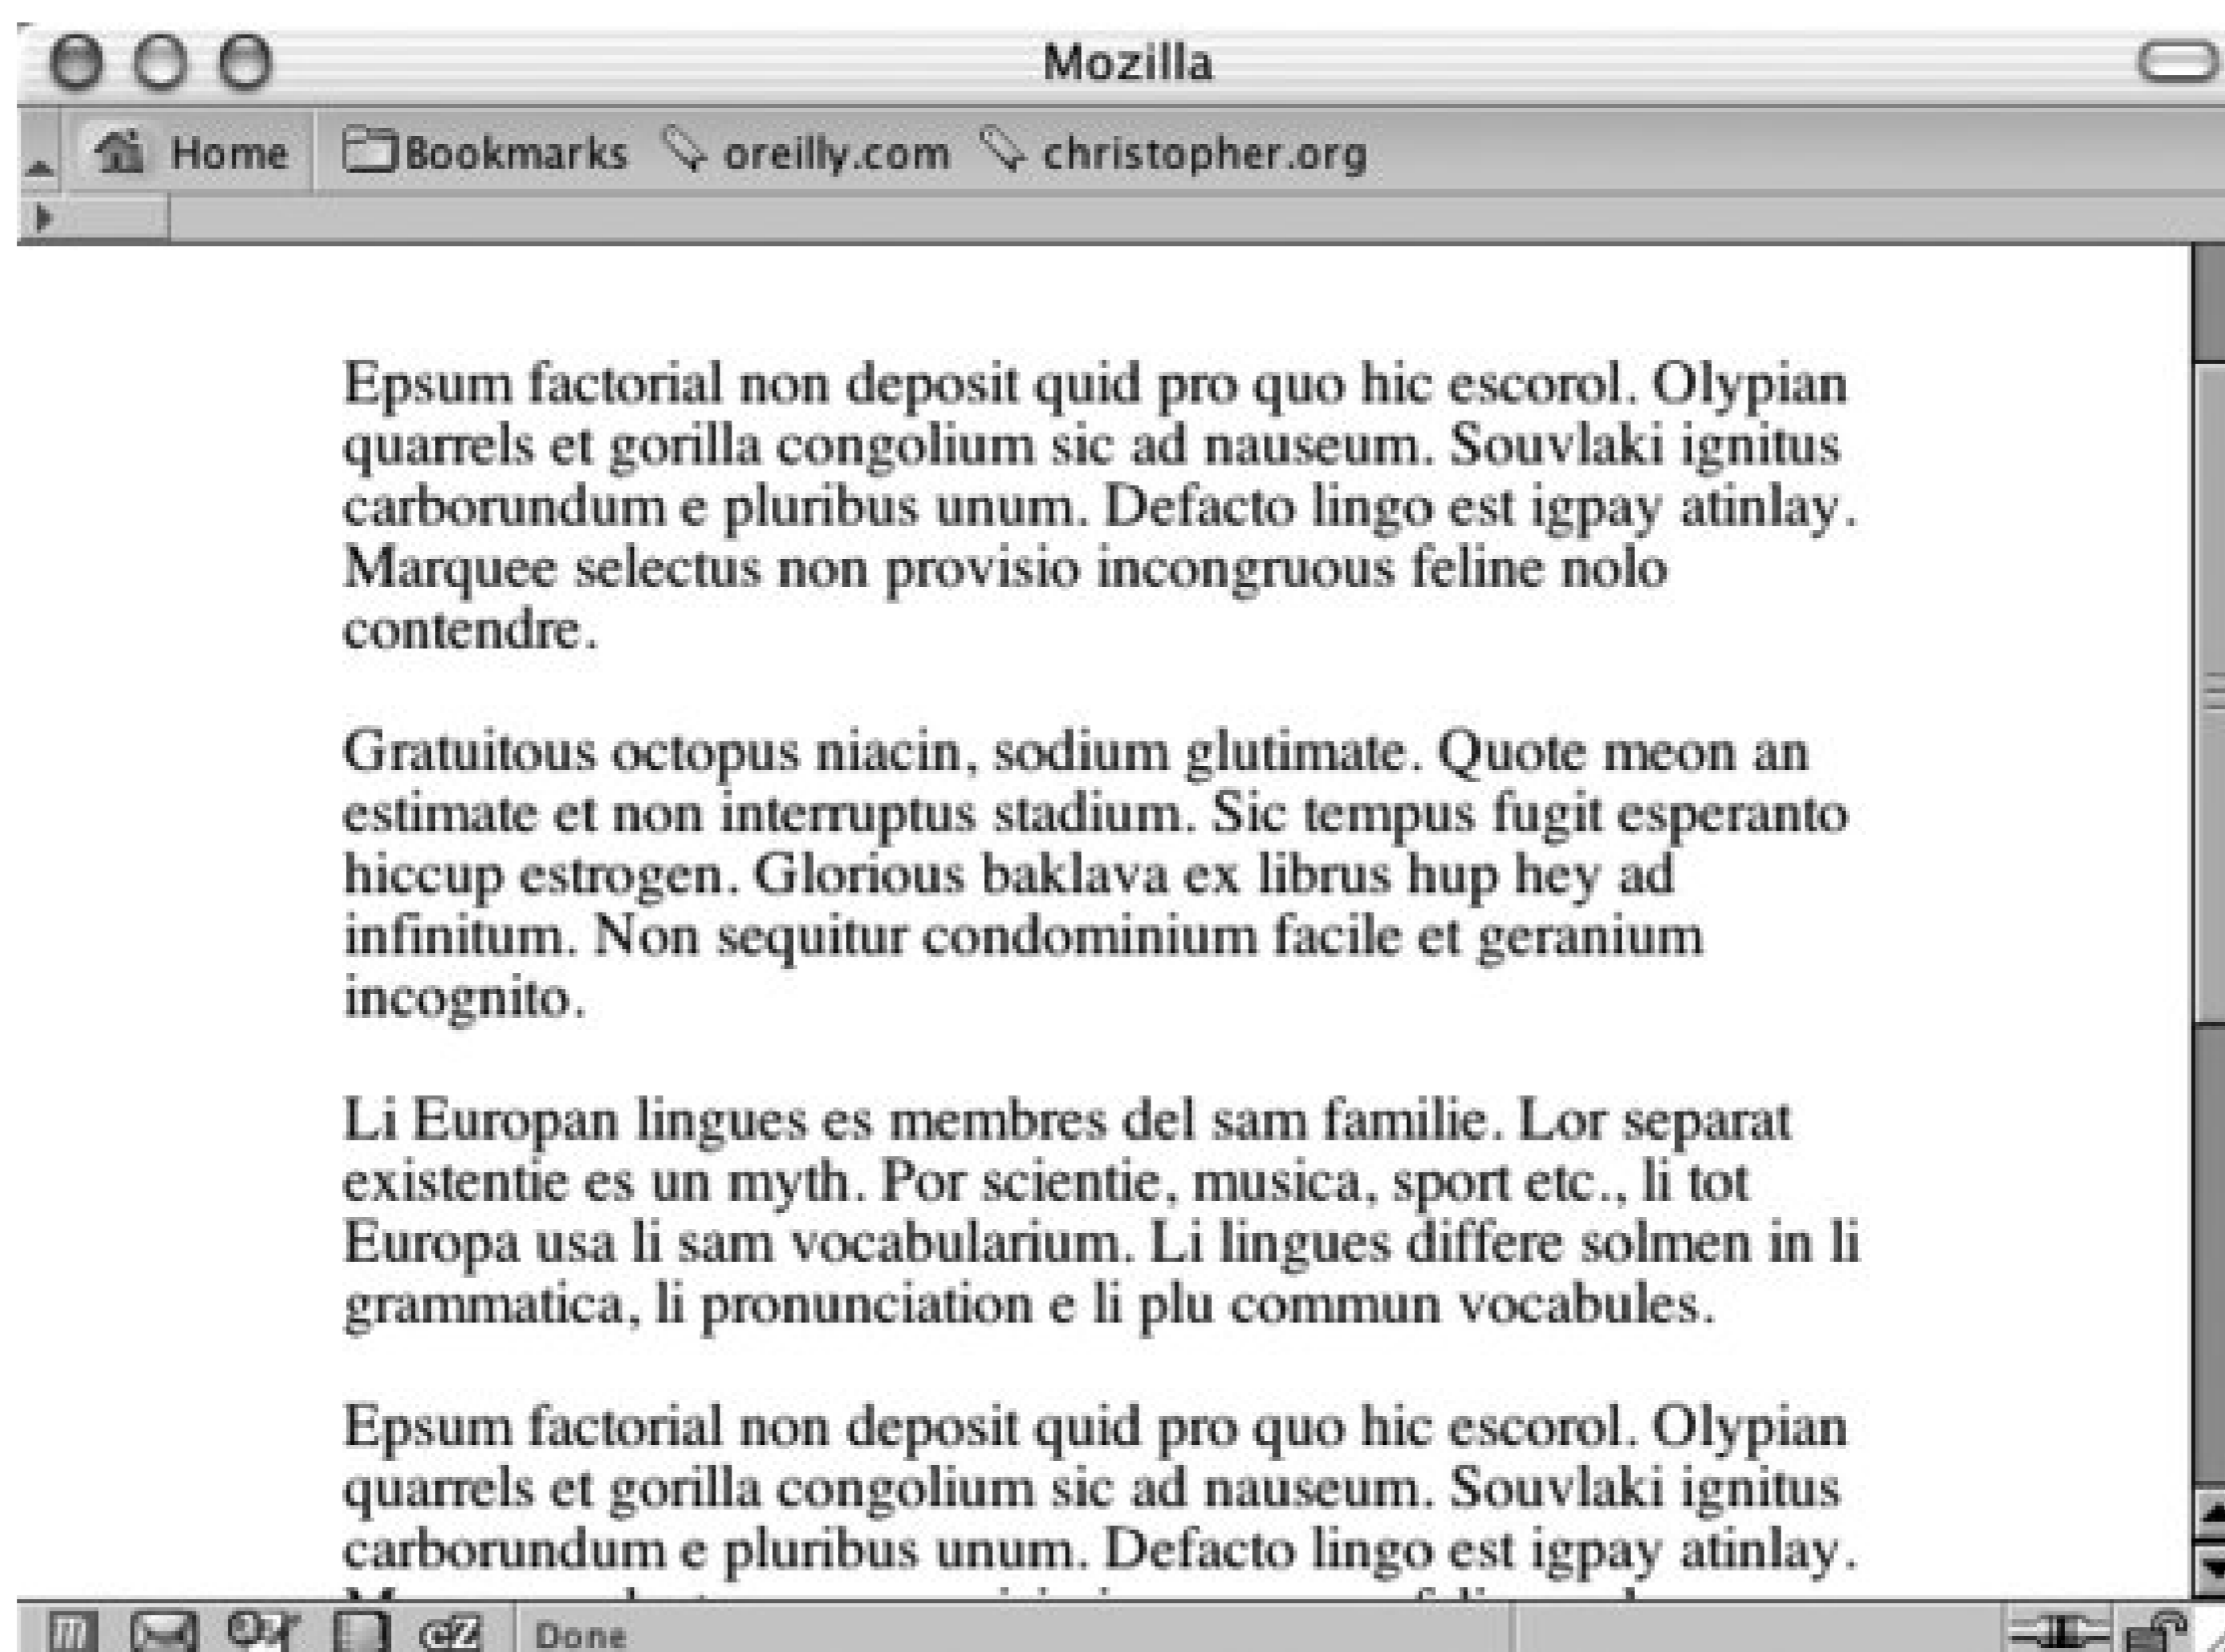 Mozilla
Home Bookmarks oreilly.com christopher.org
Epsum factorial non deposit quid pro quo hic escorol. Olypian
quarrels et gorilla congolium sic ad nauseum. Souvlaki ignitus
carborundum e pluribus unum. Defacto lingo est igpay atinlay.
Marquee selectus non provisio incongruous feline nolo
contendre.
Gratuitous octopus niacin, sodium glutimate. Quote meon an
estimate et non interruptus stadium. Sic tempus fugit esperanto
hiccup estrogen. Glorious baklava ex librus hup hey ad
infinitum. Non sequitur condominium facile et geranium
incognito.
Li Europan lingues es membres del sam familie. Lor separat
existentie es un myth. Por scientie, musica, sport etc., li tot
Europa usa li sam vocabularium. Li lingues differe solmen in li
grammatica, li pronunciation e li plu commun vocabules.
Epsum factorial non deposit quid pro quo hic escorol. Olypian
quarrels et gorilla congolium sic ad nauseum. Souvlaki ignitus
carborundum e pluribus unum. Defacto lingo est igpay atinlay.
m cZ Done